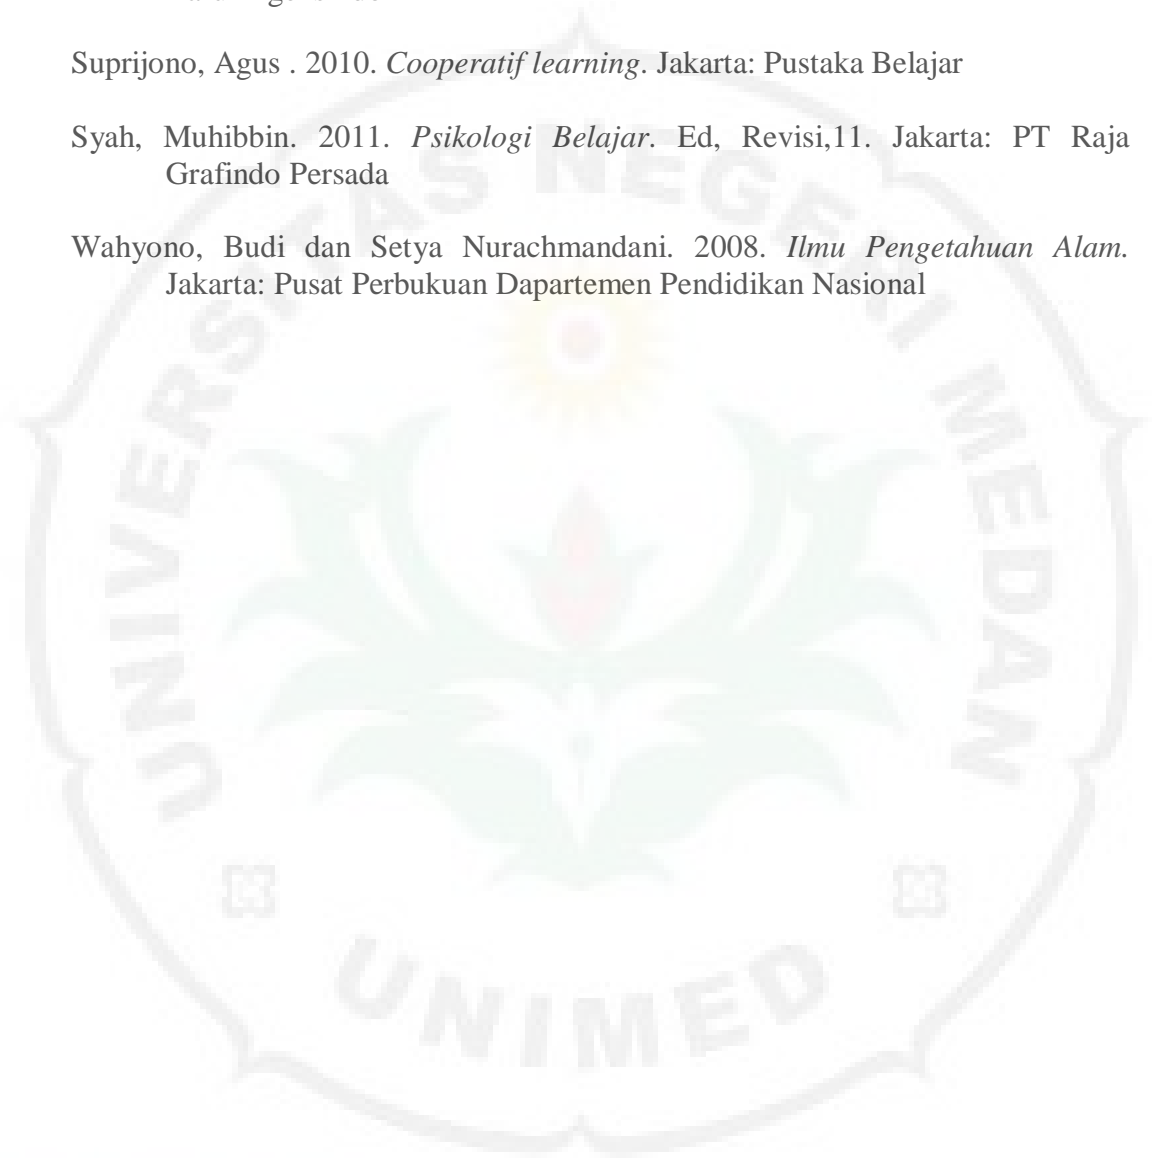 Suprijono, Agus . 2010. Cooperatif learning. Jakarta: Pustaka Belajar
Syah, Muhibbin. 2011. Psikologi Belajar. Ed, Revisi,11. Jakarta: PT Raja
Grafindo Persada
Wahyono, Budi dan Setya Nurachmandani. 2008. Ilmu Pengetahuan Alam.
Jakarta: Pusat Perbukuan Dapartemen Pendidikan Nasional
UNIVERSITAS NEGERI MEDAN
UNIMED